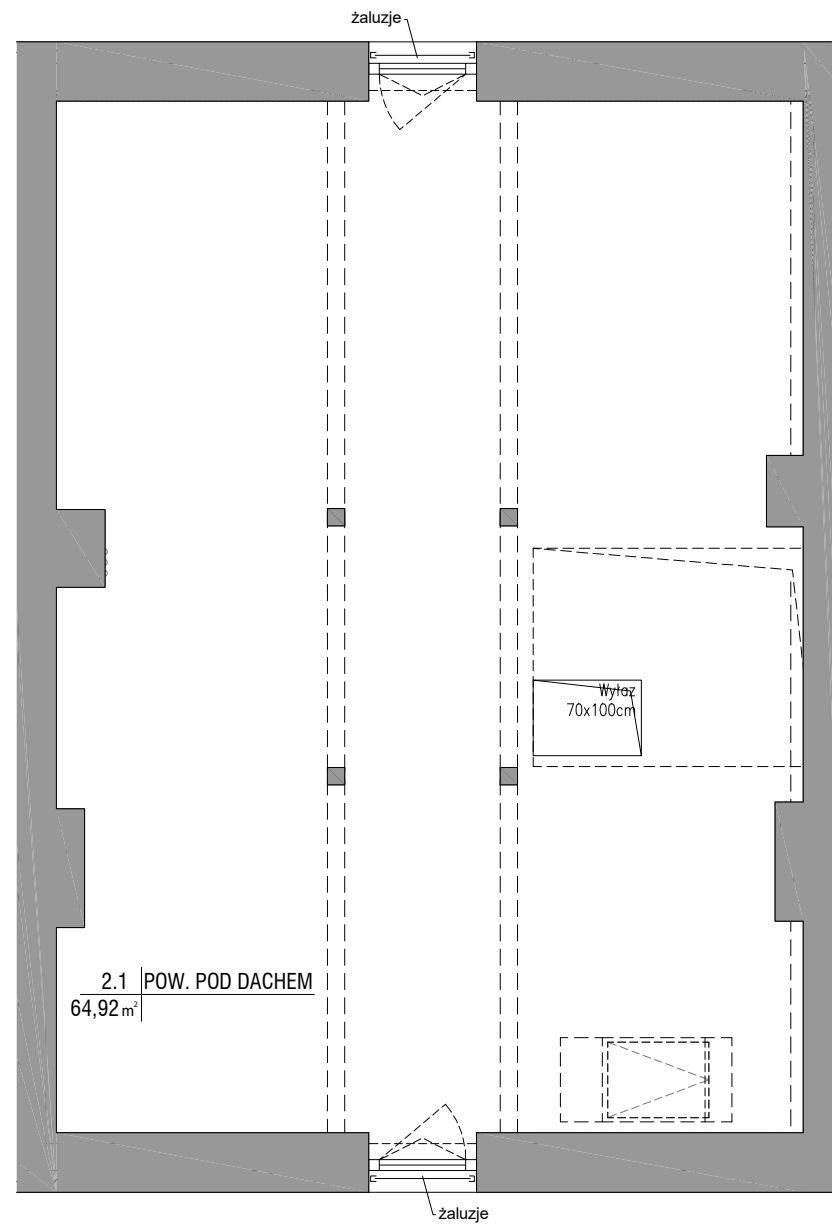 żaluzje
Wyłaz
70x100cm
2.1 POW. POD DACHEM
64,92 m²
żaluzje